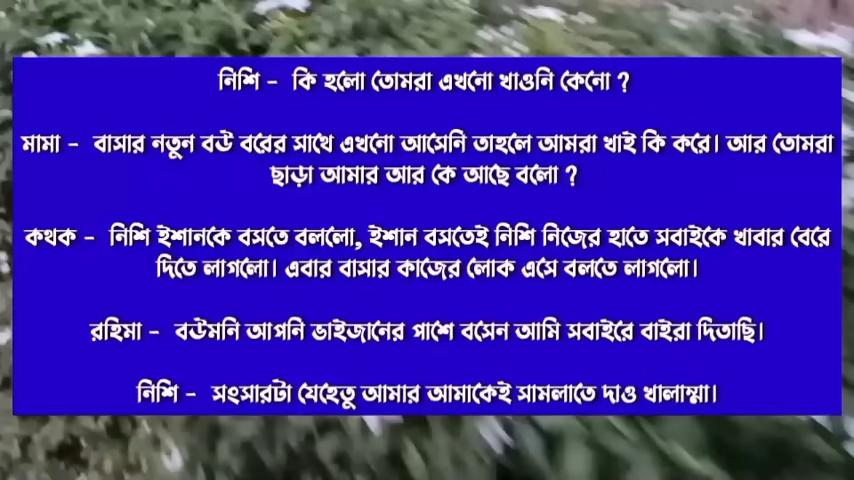 নিশি - কি হলো তোমরা এখনো খাওনি কেনো ?
মামা - বাসার নতুন বউ বরের সাথে এখনো আসেনি তাহলে আমরা খাই কি করে। আর তোমরা
ছাড়া আমার আর কে আছে বলো ?
কথক - নিশি ইশানকে বসতে বললো, ইশান বসতেই নিশি নিজের হাতে সবাইকে খাবার বেরে
দিতে লাগলো। এবার বাসার কাজের লোক এসে বলতে লাগলো।
রহিমা - বউমনি আপনি ভাইজানের পাশে বসেন আমি সবাইরে বাইরা দিতাছি।
নিশি - সংসারটা যেহেতু আমার আমাকেই সামলাতে দাও খালাম্মা।